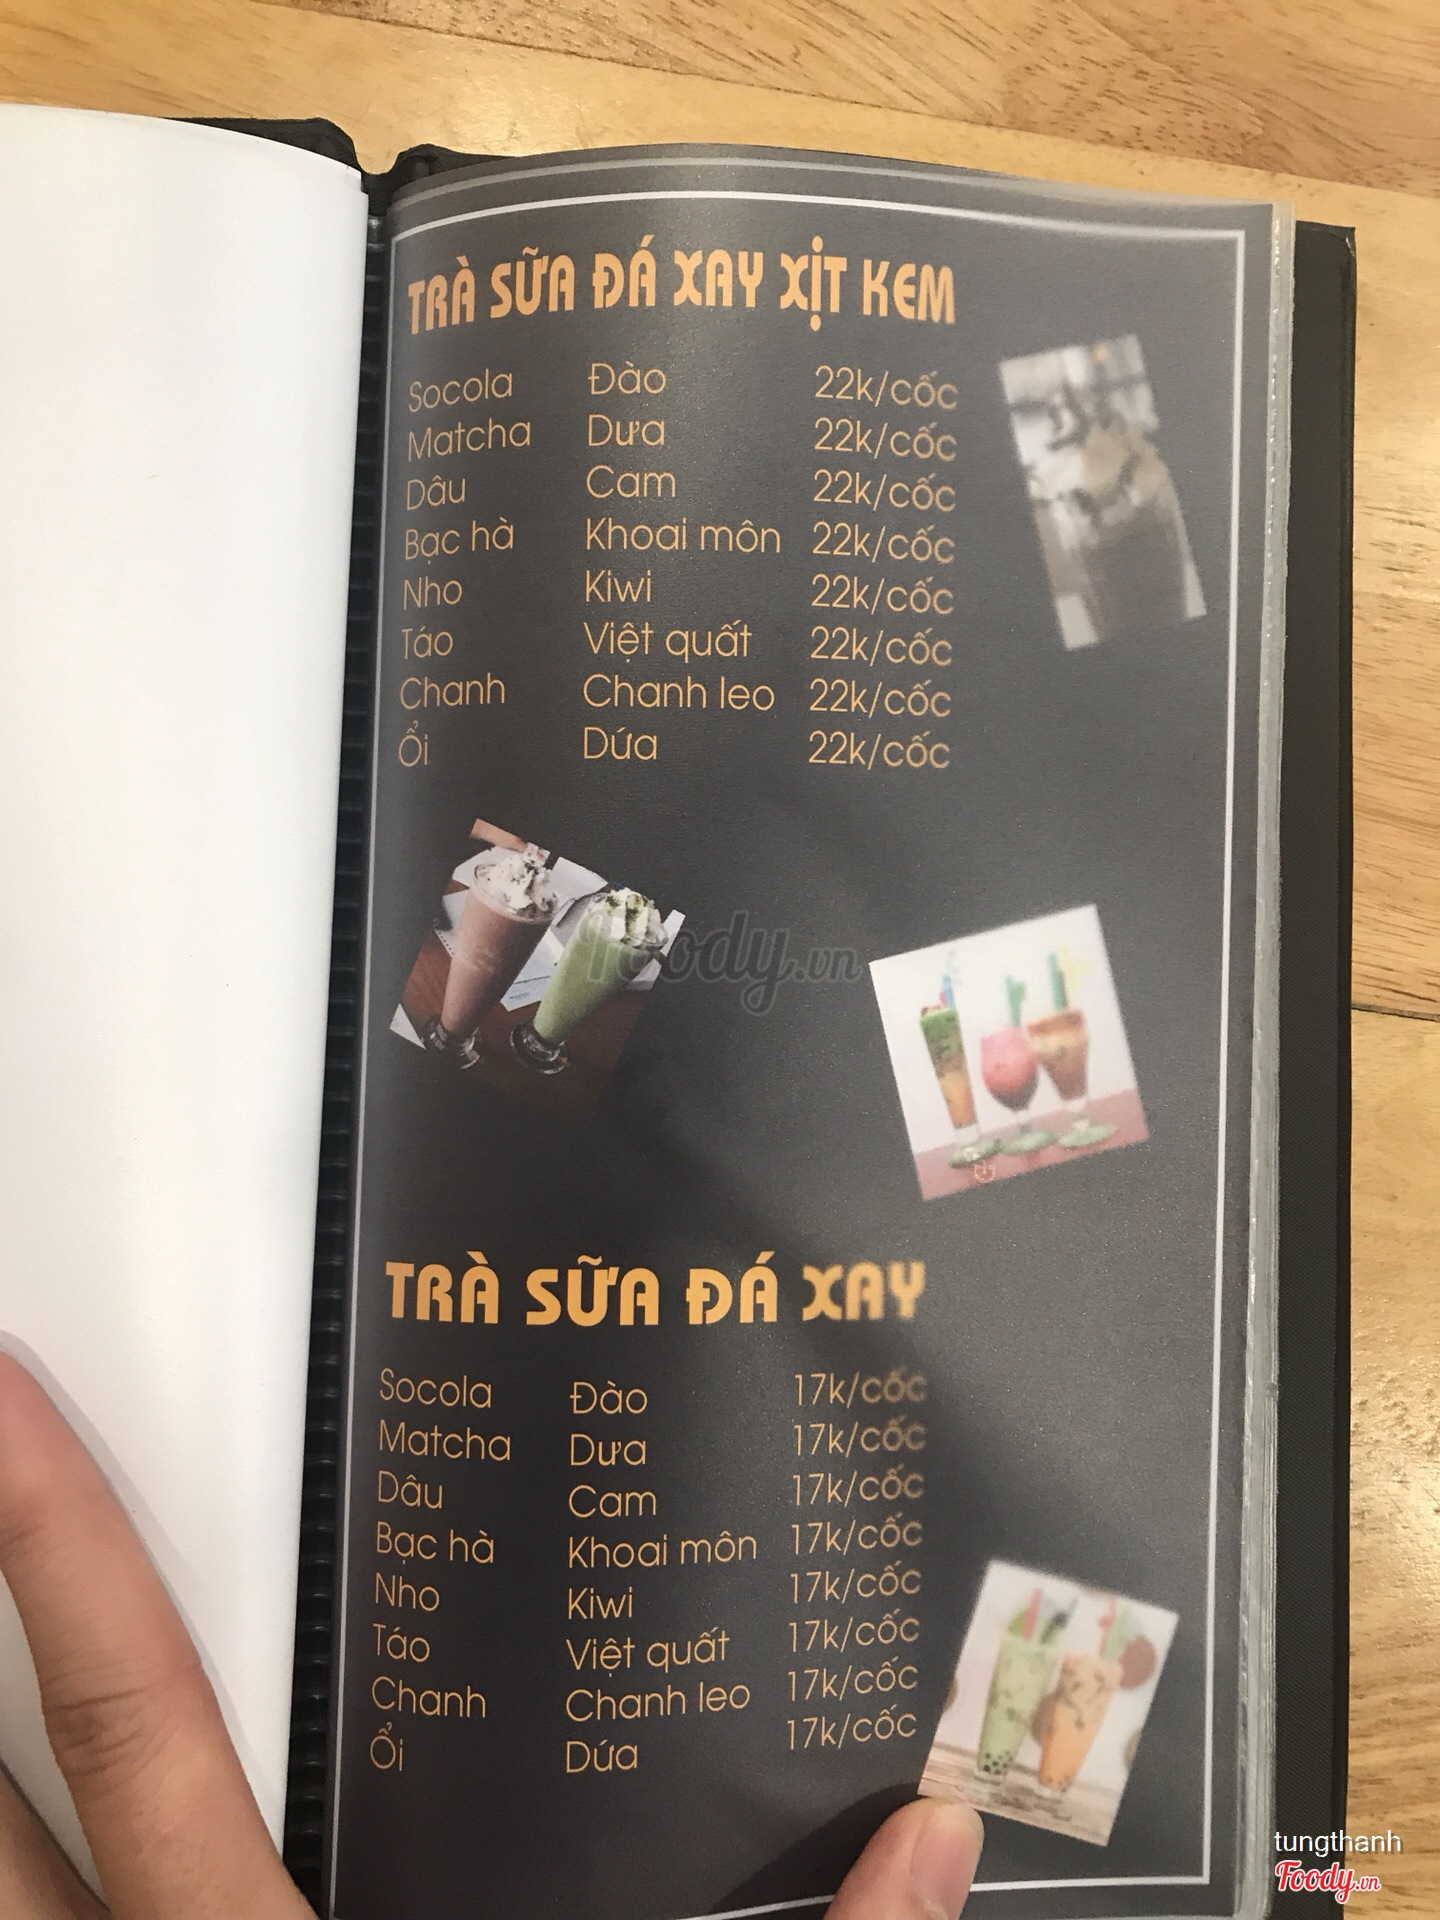 TRÀ SỮA ĐÁ XAY XỊT KEM
Socola Đào 22k/cốc
Matcha Dưa 22k/cốc
Dâu Cam 22k/cốc
Bạc hà Khoai môn 22k/cốc
Nho Kiwi 22k/cốc
Táo Việt quất 22k/cốc
Chanh Chanh leo 22k/cốc
Ổi Dứa 22k/cốc
Foody.vn
TRÀ SỮA ĐÁ XAY
Socola Đào 17k/cốc
Matcha Dưa 17k/cốc
Dâu Cam 17k/cốc
Bạc hà Khoai môn 17k/cốc
Nho Kiwi 17k/cốc
Táo Việt quất 17k/cốc
Chanh Chanh leo 17k/cốc
Ổi Dứa 17k/cốc
tungthanh
Foody.vn